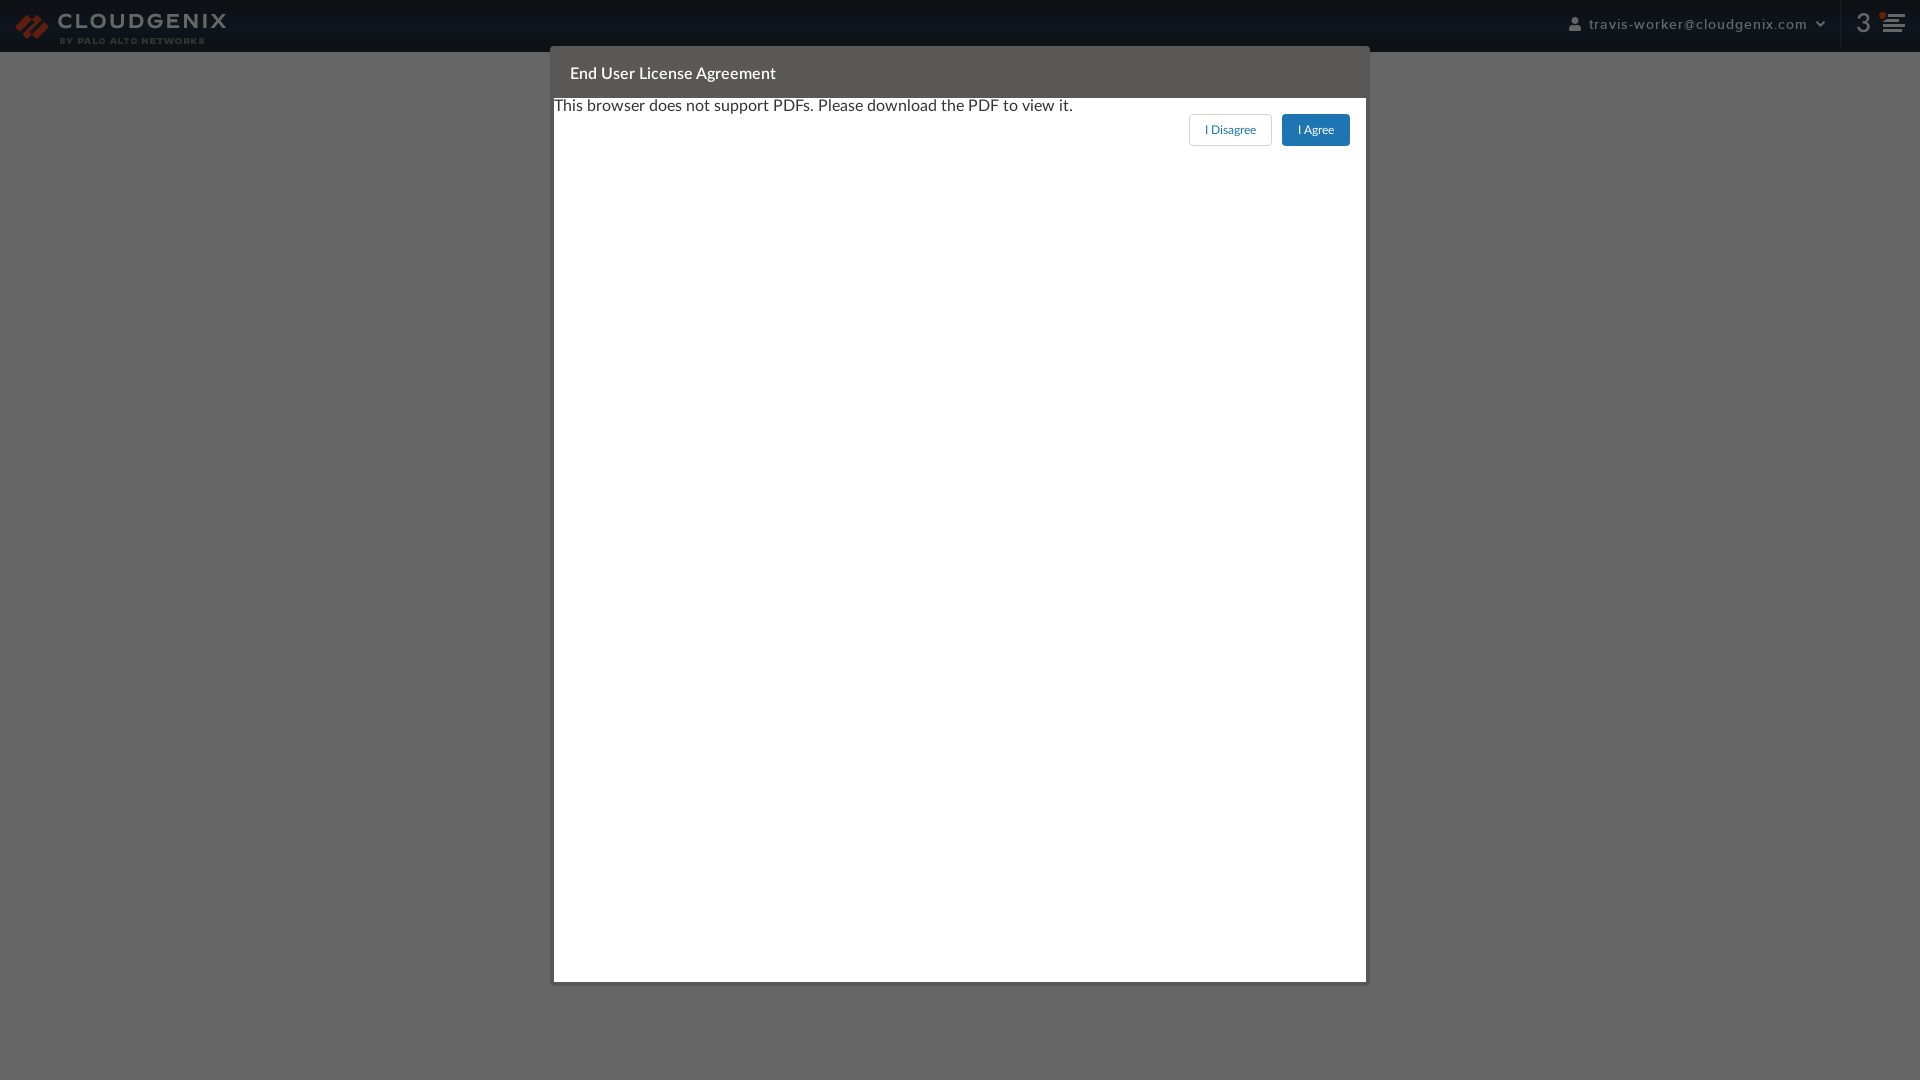 CLOUDGENIX
BY PALO ALTO NETWORKS
travis-worker@cloudgenix.com
3
End User License Agreement
This browser does not support PDFs. Please download the PDF to view it.
I Disagree
I Agree